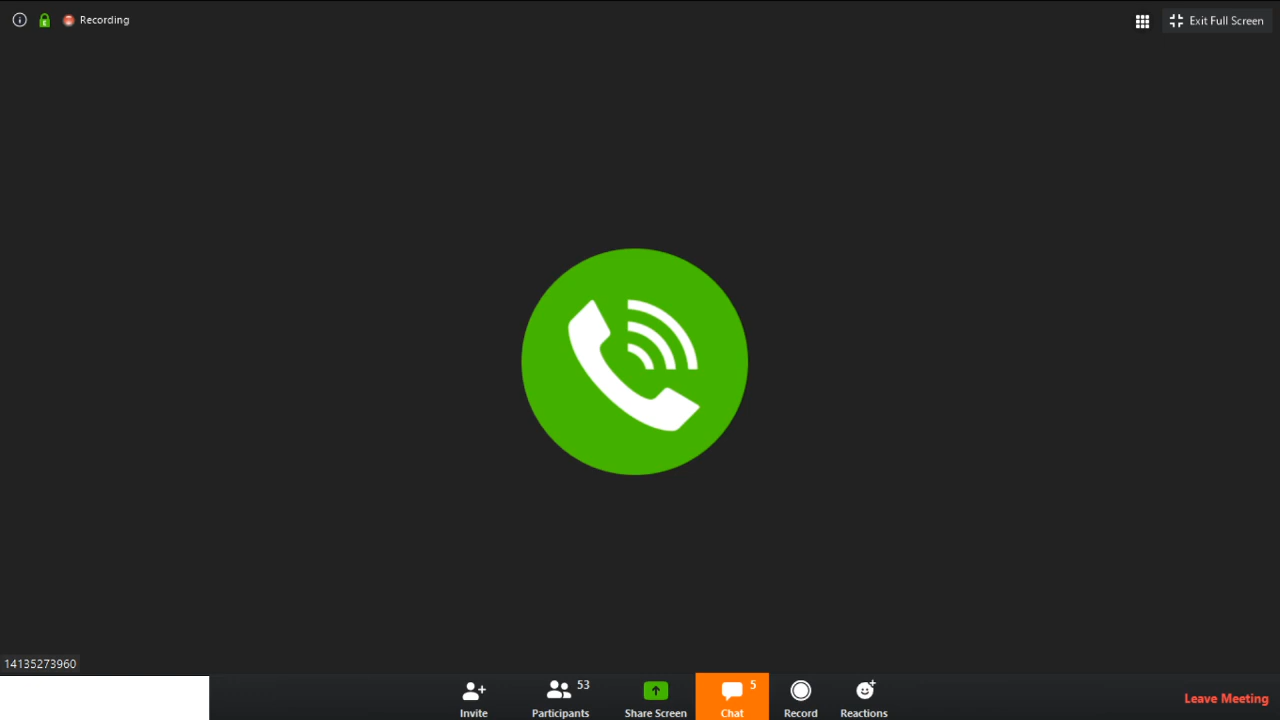 Recording
Exit Full Screen
14135273960
53
5
Invite
Participants
Share Screen
Chat
Record
Reactions
Leave Meeting